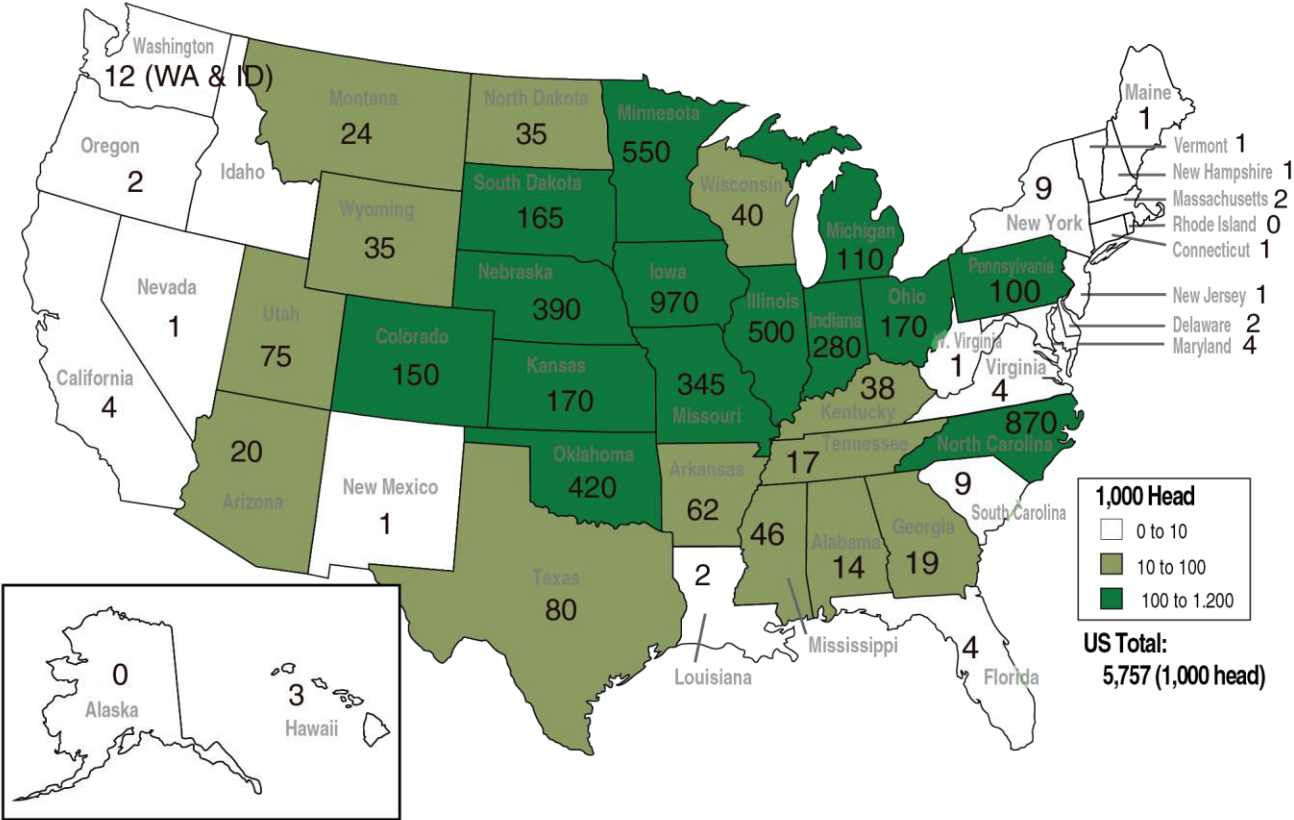 Washington
12 (WA & ID)
Montana
24
North Dakota
35
Minnesota
550
Maine
1
Oregon
2
Idaho
Vermont 1
New Hampshire 1
Massachusetts 2
Rhode Island 0
Connecticut 1
South Dakota
165
Wisconsin
40
9
New York
Wyoming
35
Michigan
110
Nebraska
390
Iowa
970
Pennsylvania
100
Nevada
1
Illinois
500
Indiana
280
Ohio
170
New Jersey 1
Delaware 2
Maryland 4
Utah
75
Colorado
150
Kansas
170
W. Virginia
1
Virginia
4
California
4
345
Missouri
38
Kentucky
870
North Carolina
20
Arizona
New Mexico
1
Oklahoma
420
Arkansas
62
Tennessee
17
9
South Carolina
46
Mississippi
Alabama
14
Georgia
19
Texas
80
2
Louisiana
4
Florida
0
Alaska
3
Hawaii
1,000 Head
0 to 10
10 to 100
100 to 1.200
US Total:
5,757 (1,000 head)